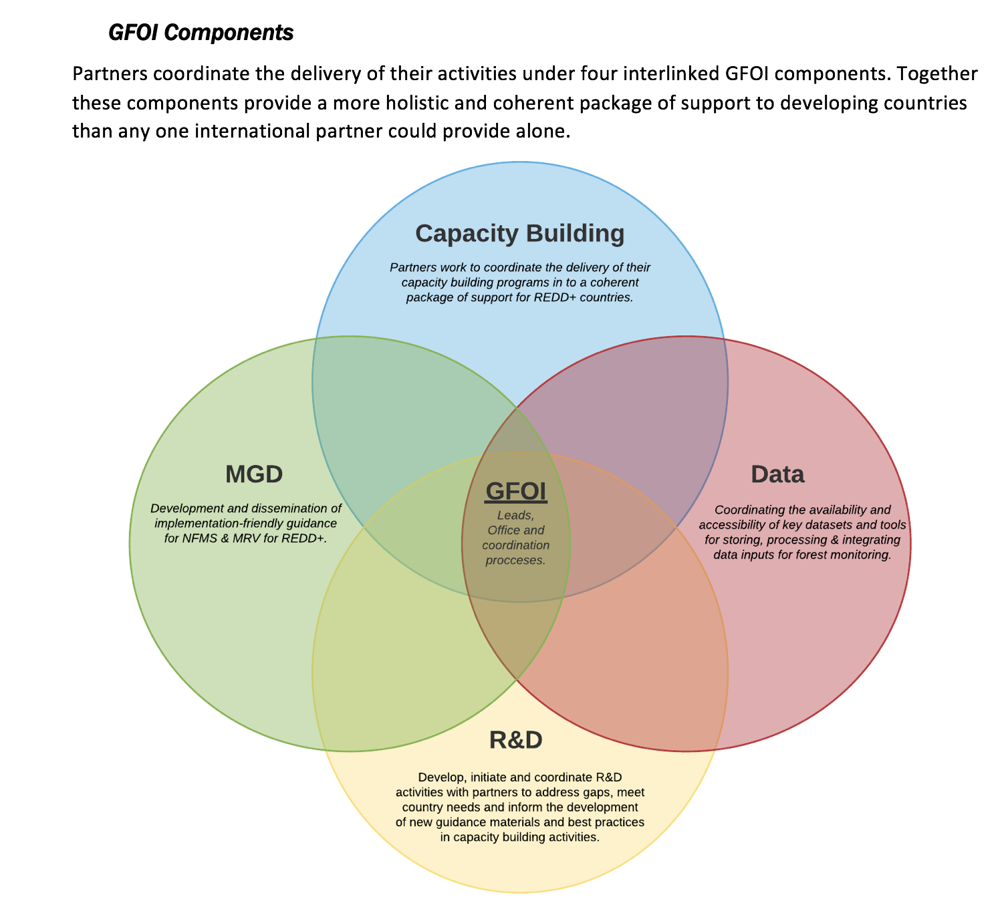 GFOI Components
Partners coordinate the delivery of their activities under four interlinked GFOI components. Together
these components provide a more holistic and coherent package of support to developing countries
than any one international partner could provide alone.
Capacity Building
Partners work to coordinate the delivery of their
capacity building programs in to a coherent
package of support for REDD+ countries.
MGD
Development and dissemination of
implementation-friendly guidance
for NFMS & MRV for REDD+.
GFOI
Leads,
Office and
coordination
procceses.
Data
Coordinating the availability and
accessibility of key datasets and tools
for storing, processing & integrating
data inputs for forest monitoring.
R&D
Develop, initiate and coordinate R&D
activities with partners to address gaps, meet
country needs and inform the development
of new guidance materials and best practices
in capacity building activities.